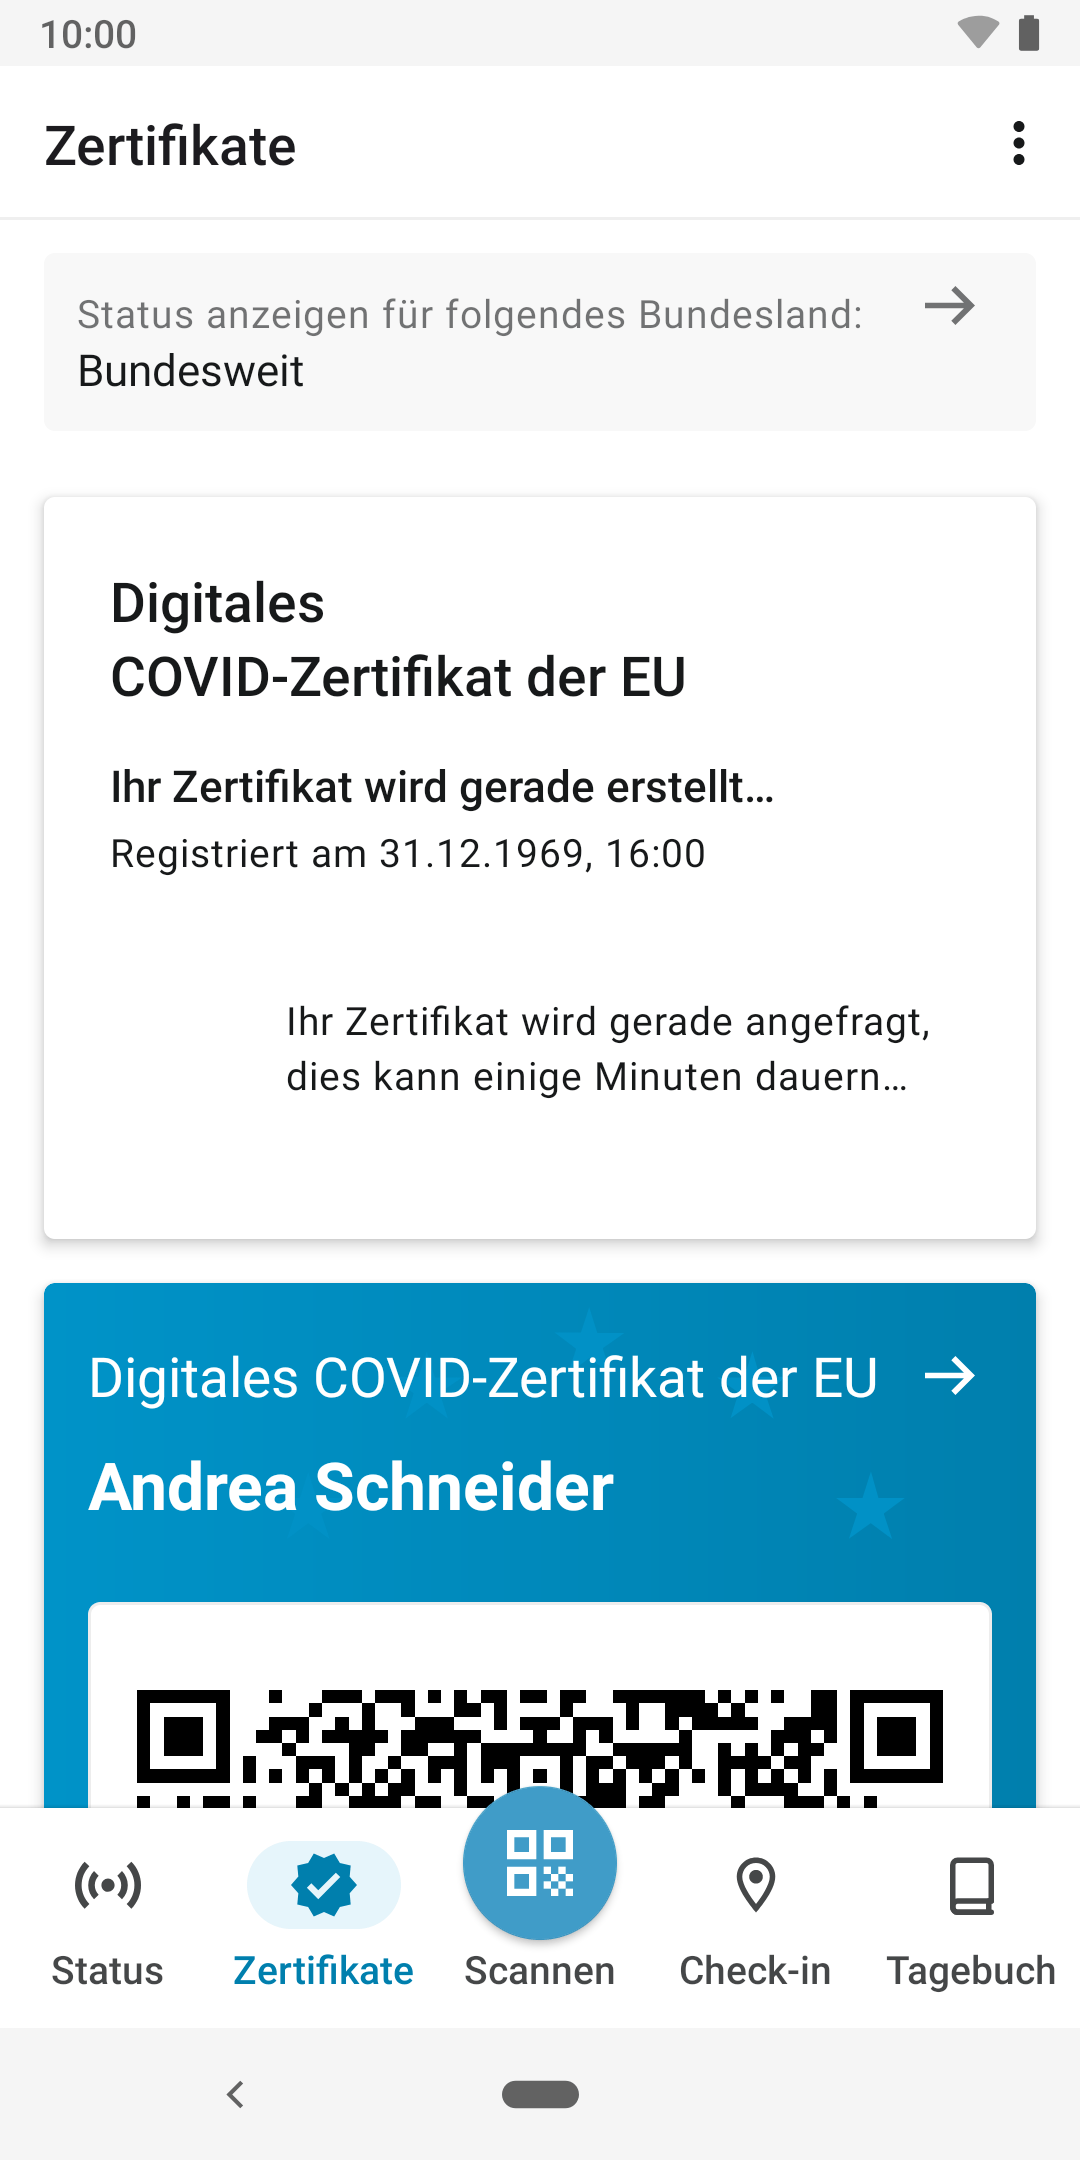 10:00
Zertifikate
Status anzeigen für folgendes Bundesland:
Bundesweit
Digitales
COVID-Zertifikat der EU
Ihr Zertifikat wird gerade erstellt…
Registriert am 31.12.1969, 16:00
Ihr Zertifikat wird gerade angefragt,
dies kann einige Minuten dauern…
Digitales COVID-Zertifikat der EU
Andrea Schneider
Status
Zertifikate
Scannen
Check-in
Tagebuch